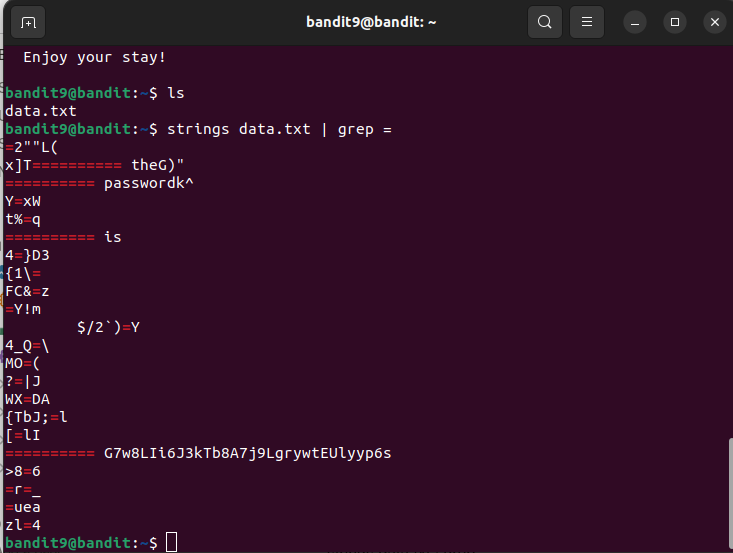 bandit9@bandit: ~
Enjoy your stay!
bandit9@bandit:~$ ls
data.txt
bandit9@bandit:~$ strings data.txt | grep =
=2""L(
x]T========== theG)"
========== passwordk^
Y=xW
t%=q
========== is
4=}D3
{1\=
FC&=z
=Y!m
$/2`)=Y
4_Q=\
MO=(
?=|J
WX=DA
{TbJ;=l
[=lI
========== G7w8LIi6J3kTb8A7j9LgrywtEUlyyp6s
>8=6
=r=_
=uea
zl=4
bandit9@bandit:~$